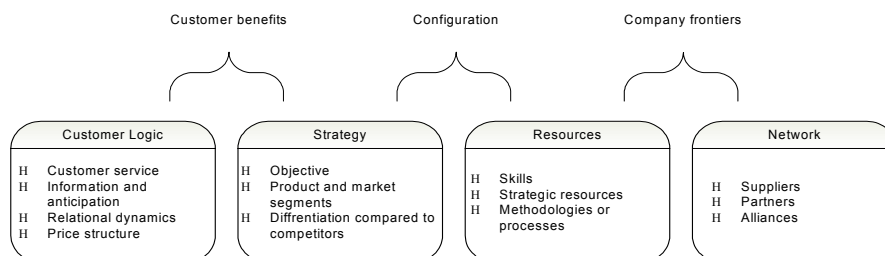 Customer benefits
Configuration
Company frontiers
Customer Logic
H Customer service
H Information and
anticipation
H Relational dynamics
H Price structure
Strategy
H Objective
H Product and market
segments
H Diffrentiation compared to
competitors
Resources
H Skills
H Strategic resources
H Methodologies or
processes
Network
H Suppliers
H Partners
H Alliances